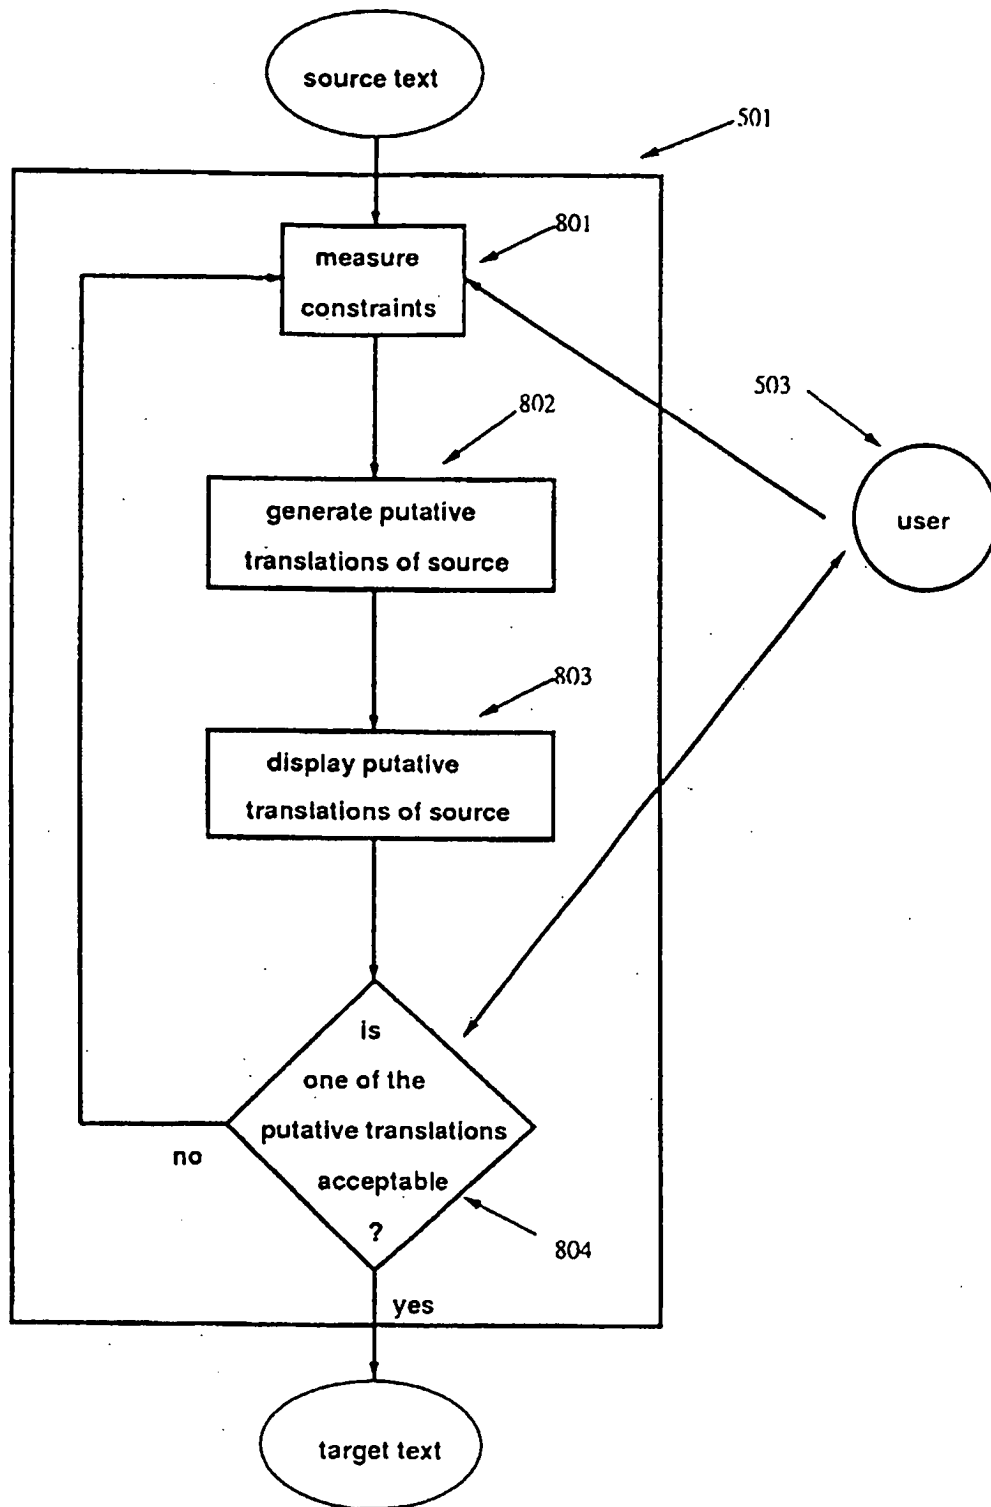 source text
501
801
measure
constraints
503
802
generate putative
translations of source
user
803
display putative
translations of source
is
one of the
putative translations
acceptable
?
no
804
yes
target text